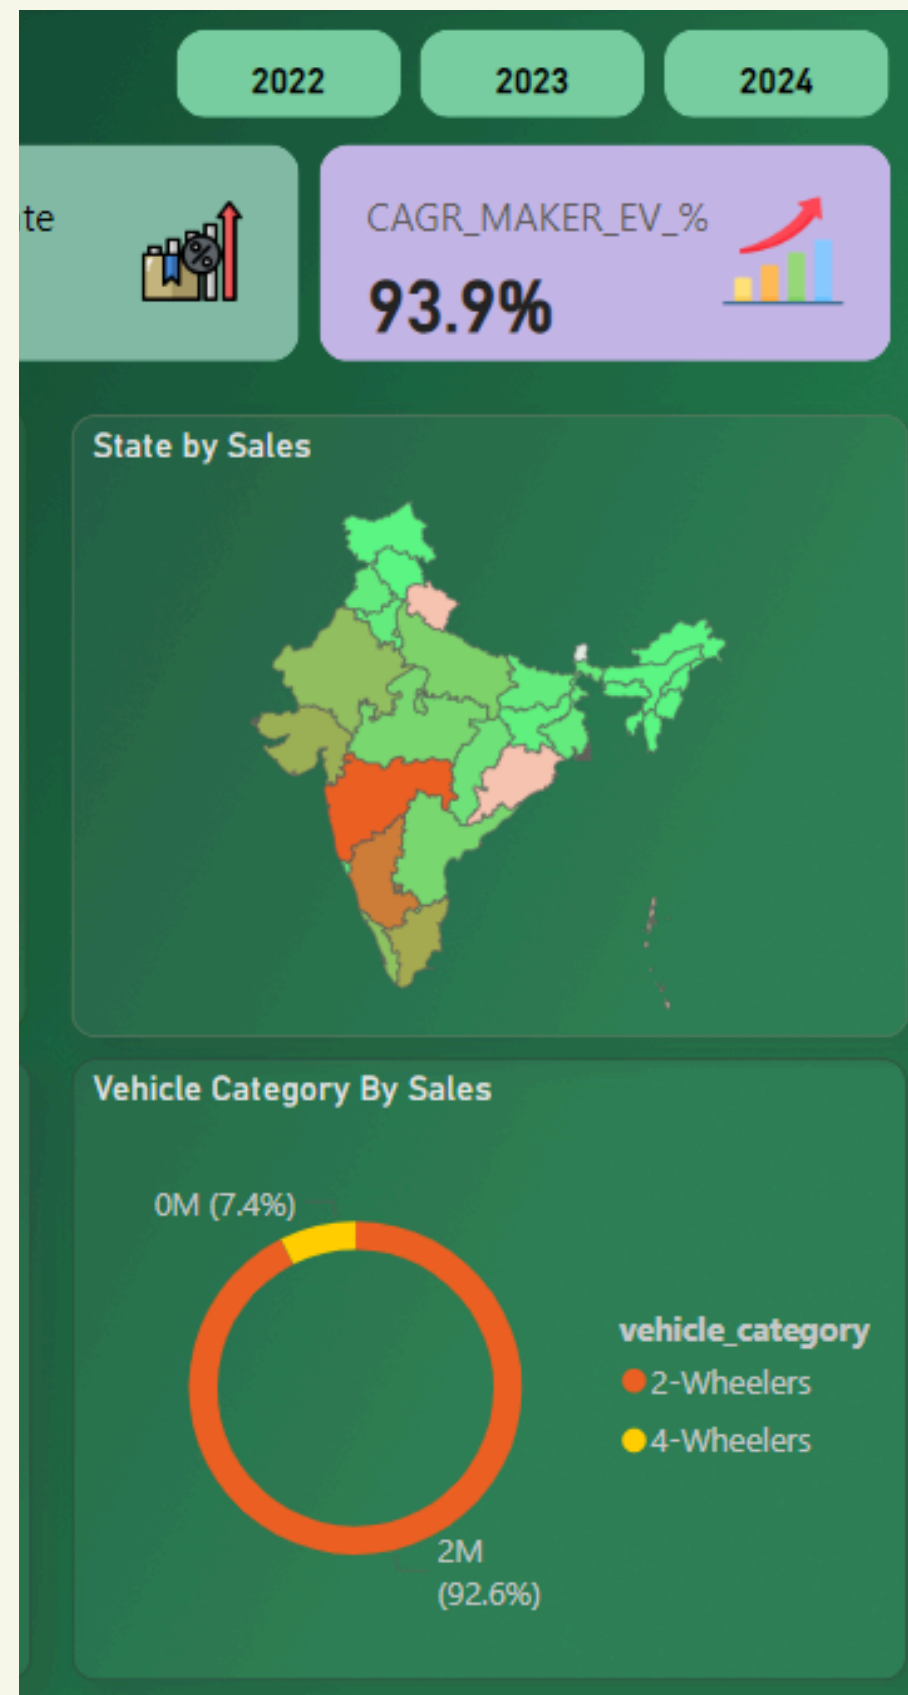 2022
2023
2024
te
CAGR_MAKER_EV_%
93.9%
State by Sales
Vehicle Category By Sales
0M (7.4%)
vehicle_category
2-Wheelers
4-Wheelers
2M
(92.6%)